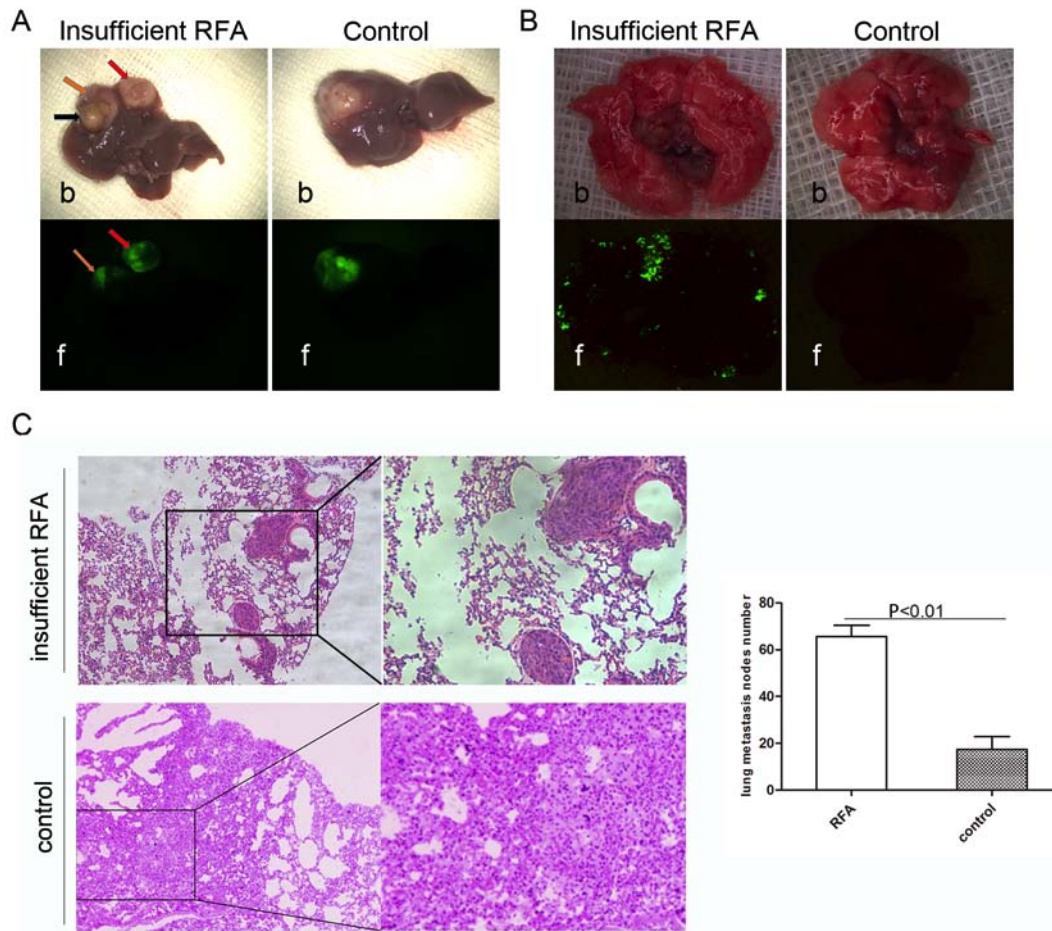 A
Insufficient RFA
Control
b
b
f
f
B
Insufficient RFA
Control
b
b
f
f
C
insufficient RFA
control
lung metastasis nodes number
80
60
40
20
0
P<0.01
RFA
control